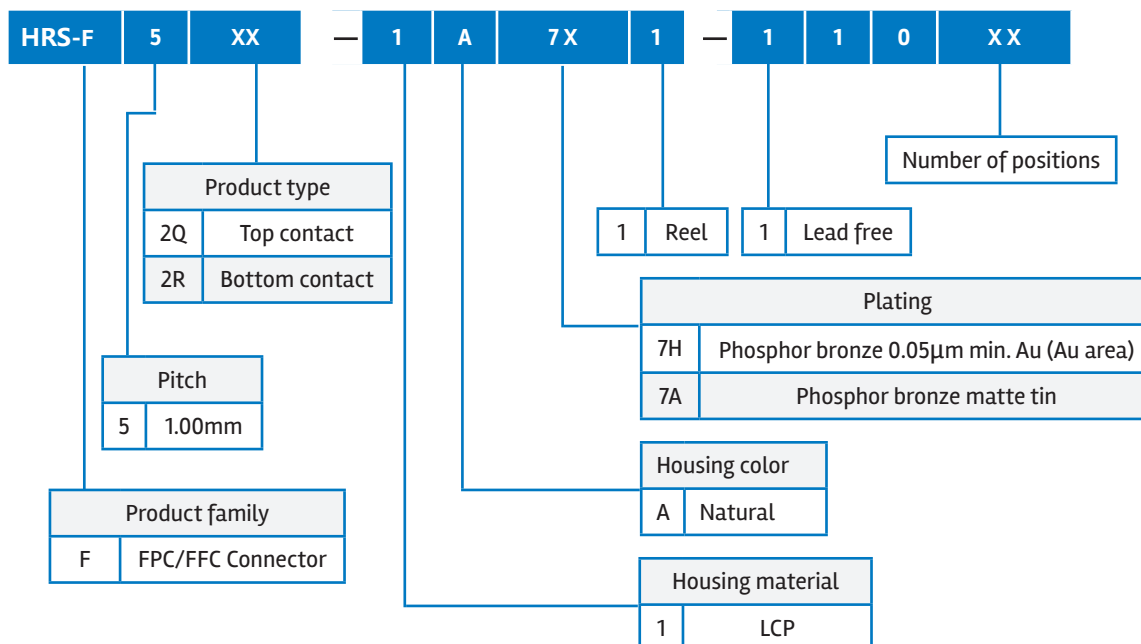 HRS-F 5 XX — 1 A 7X 1 — 1 1 0 XX
Number of positions
Product type
2Q Top contact
2R Bottom contact
1 Reel
1 Lead free
Plating
7H Phosphor bronze 0.05μm min. Au (Au area)
7A Phosphor bronze matte tin
Pitch
5 1.00mm
Housing color
A Natural
Product family
F FPC/FFC Connector
Housing material
1 LCP